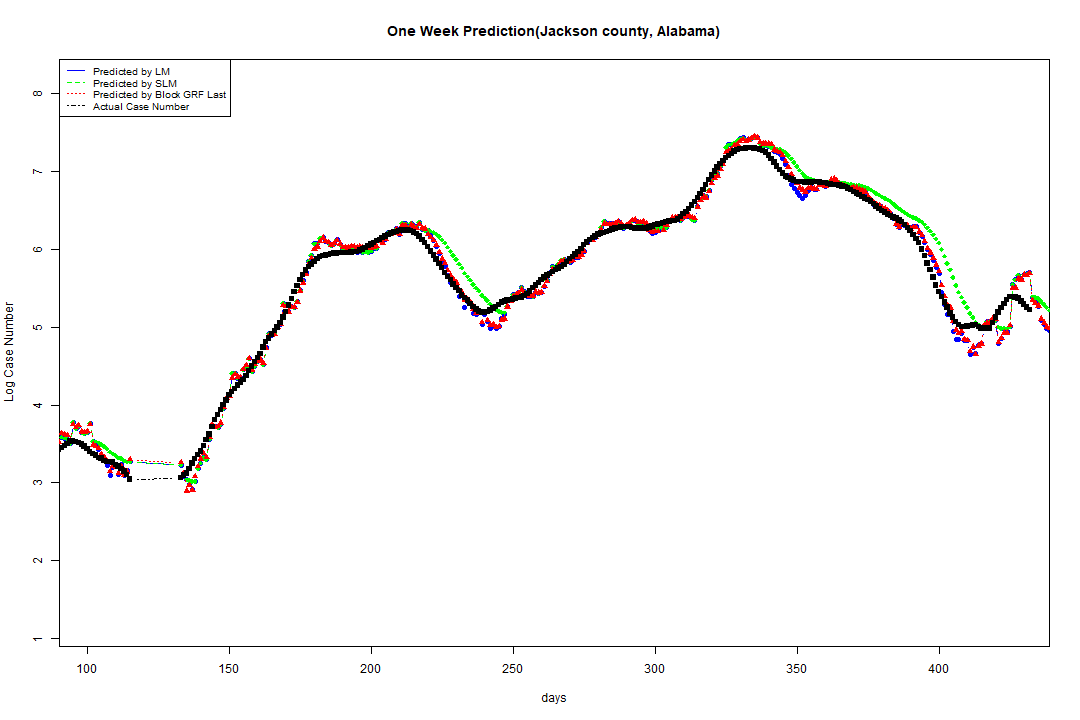 One Week Prediction(Jackson county, Alabama)
Predicted by LM
Predicted by SLM
Predicted by Block GRF Last
Actual Case Number
Log Case Number
8
7
6
5
4
3
2
1
100 150 200 250 300 350 400
days